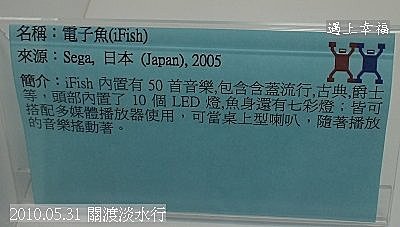 遇上幸福
名稱：電子魚(iFish)
來源：Sega, 日本 (Japan), 2005
簡介：iFish 內置有 50 首音樂,包含含蓋流行,古典,爵士
等，頭部內置了 10 個 LED 燈,魚身還有七彩燈；皆可
搭配多媒體播放器使用，可當桌上型喇叭，隨著播放
的音樂搖動著。
2010.05.31 關渡淡水行